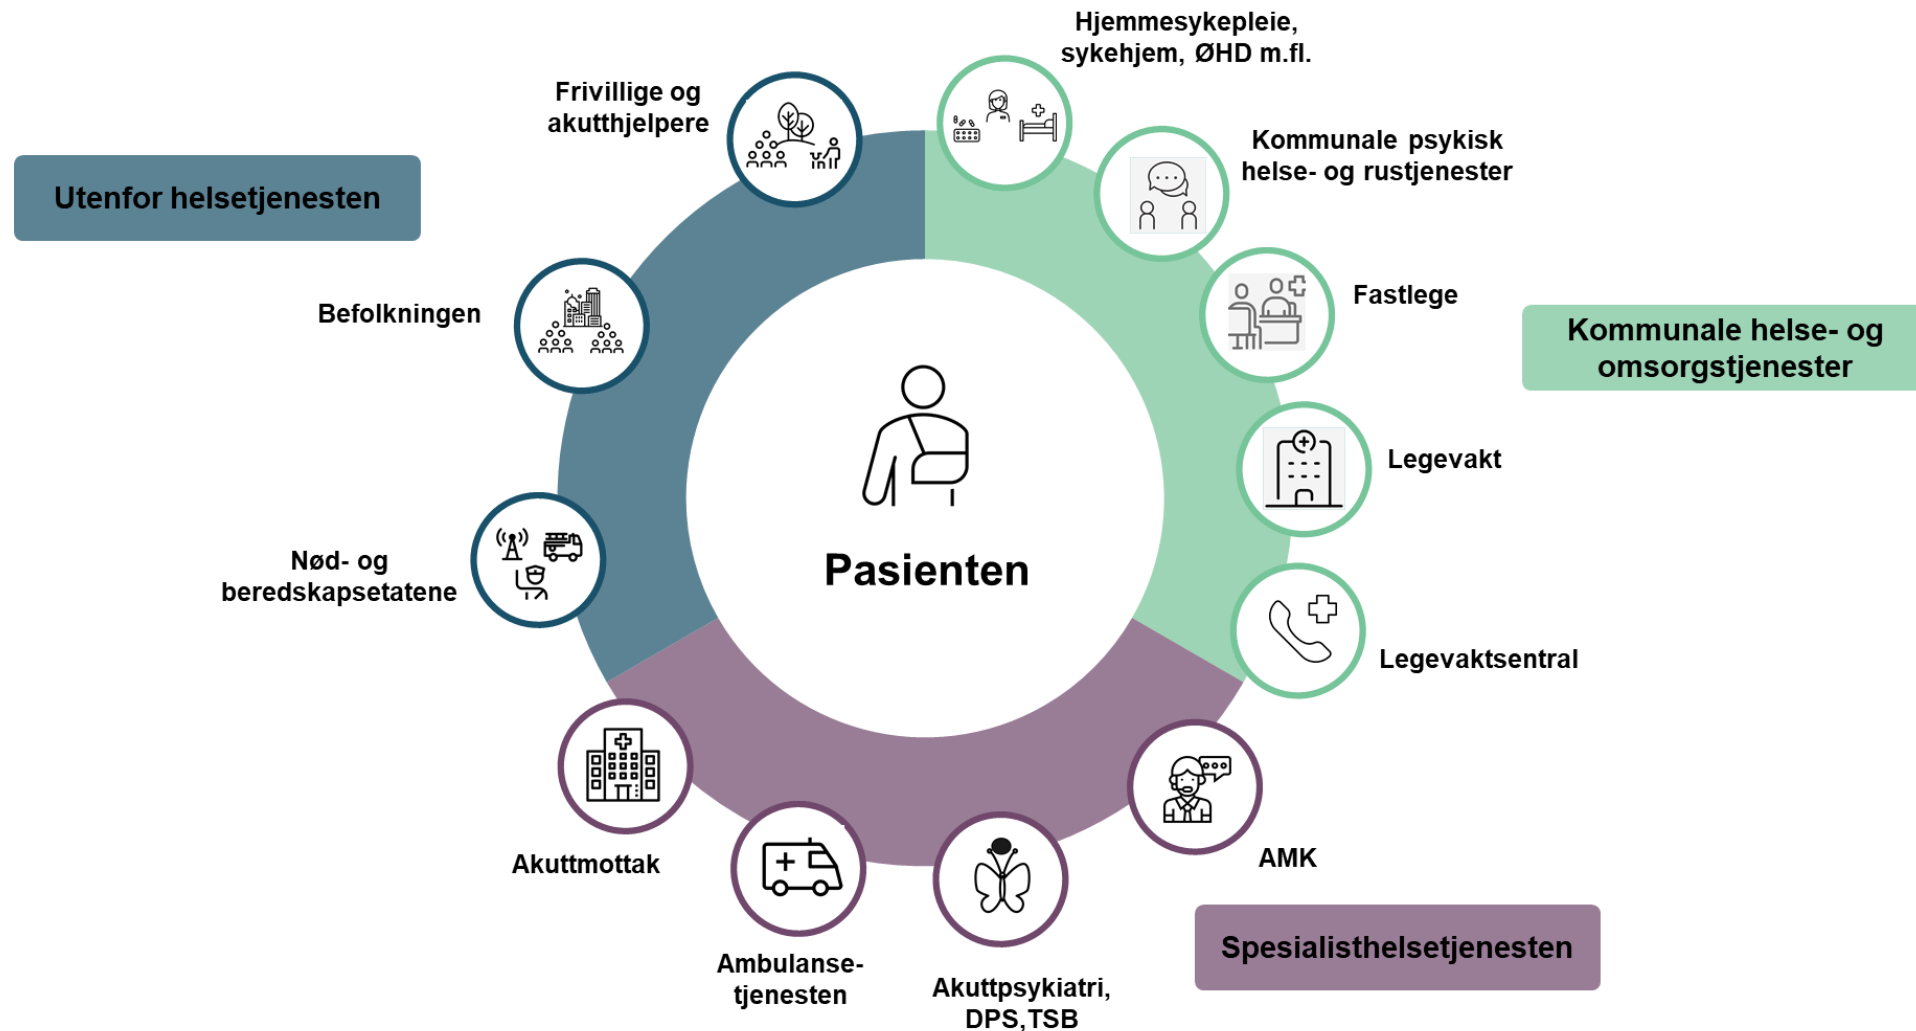 Hjemmesykepleie,
sykehjem, ØHD m.fl.
Frivillige og
akutthjelpere
Kommunale psykisk
helse- og rustjenester
Utenfor helsetjenesten
Befolkningen
Fastlege
Kommunale helse- og
omsorgstjenester
Legevakt
Pasienten
Nød- og
beredskapsetatene
Legevaktsentral
Akuttmottak
AMK
Spesialisthelsetjenesten
Ambulanse-
tjenesten
Akuttpsykiatri,
DPS,TSB